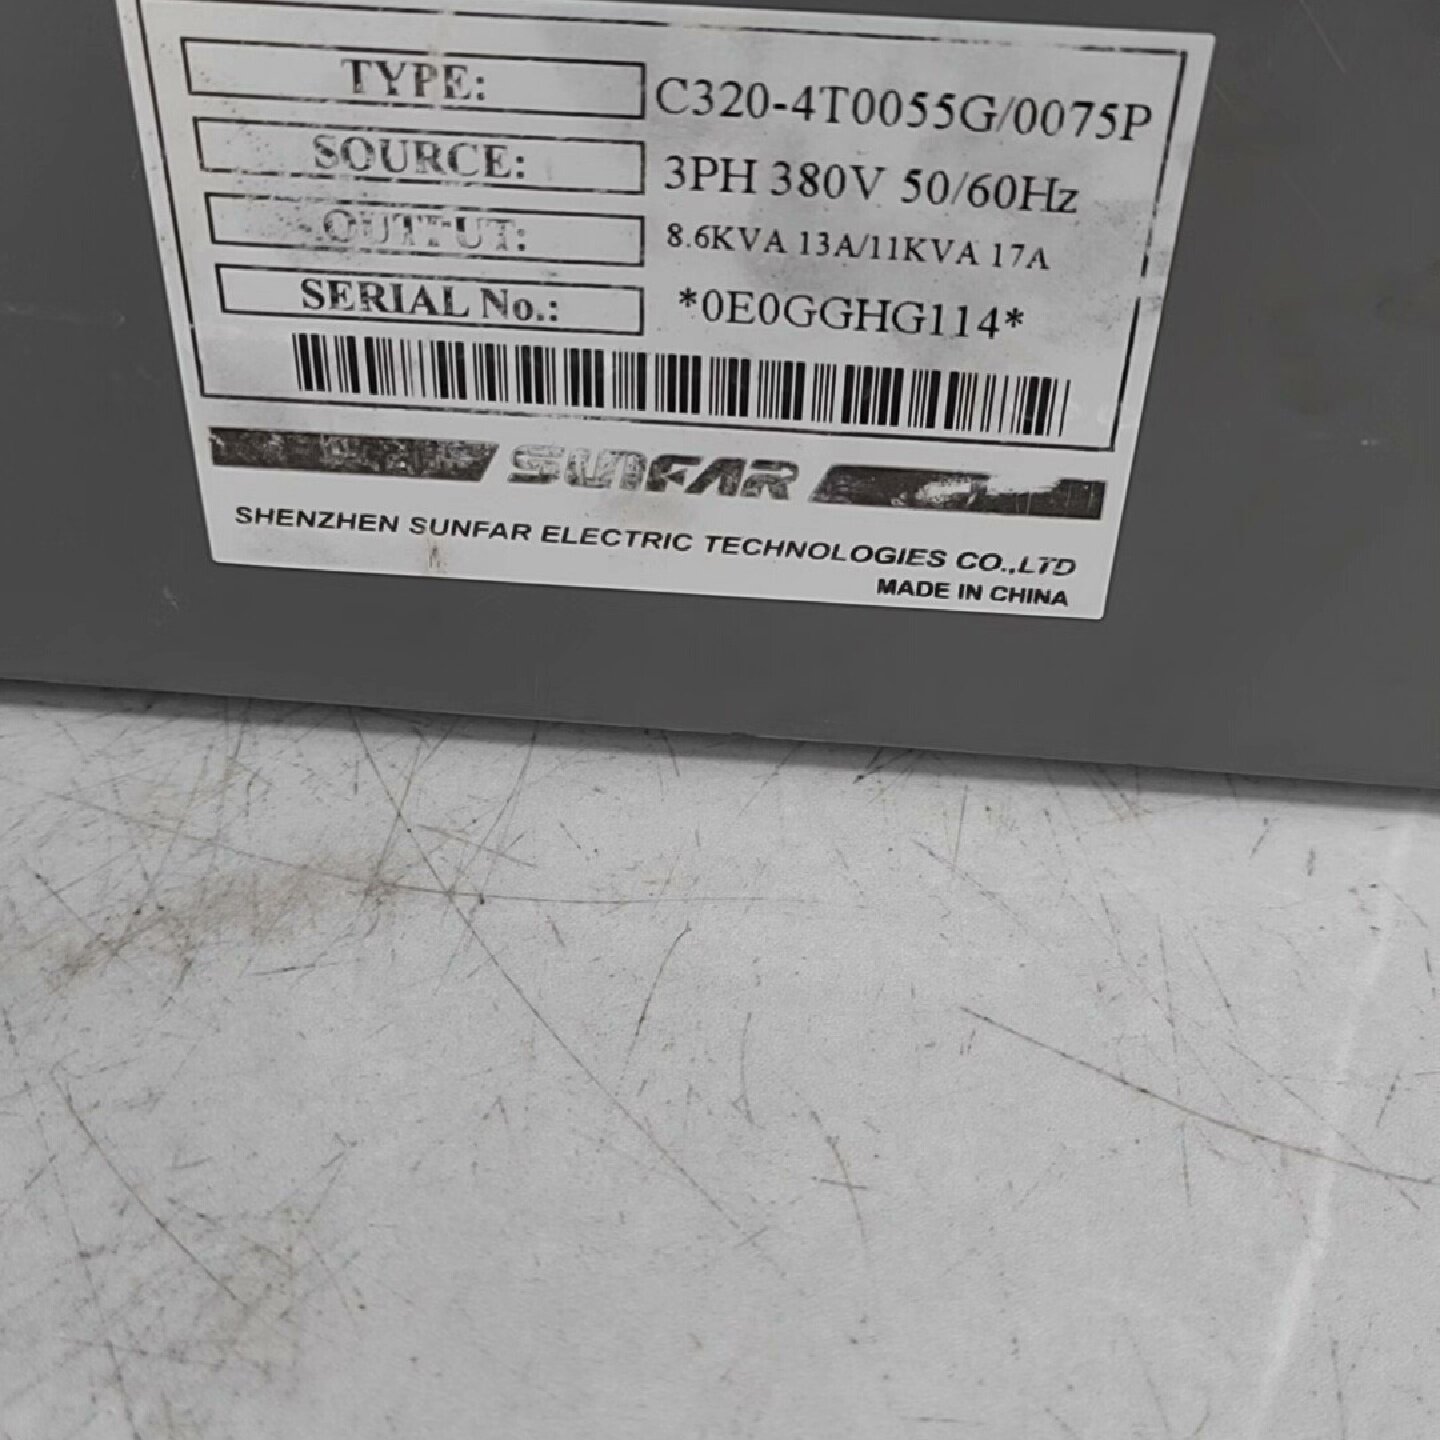 TYPE: C320-4T0055G/0075P
SOURCE: 3PH 380V 50/60Hz
OUTPUT: 8.6KVA 13A/11KVA 17A
SERIAL No.: *0E0GGHG114*
SUNFAR
SHENZHEN SUNFAR ELECTRIC TECHNOLOGIES CO.,LTD
MADE IN CHINA